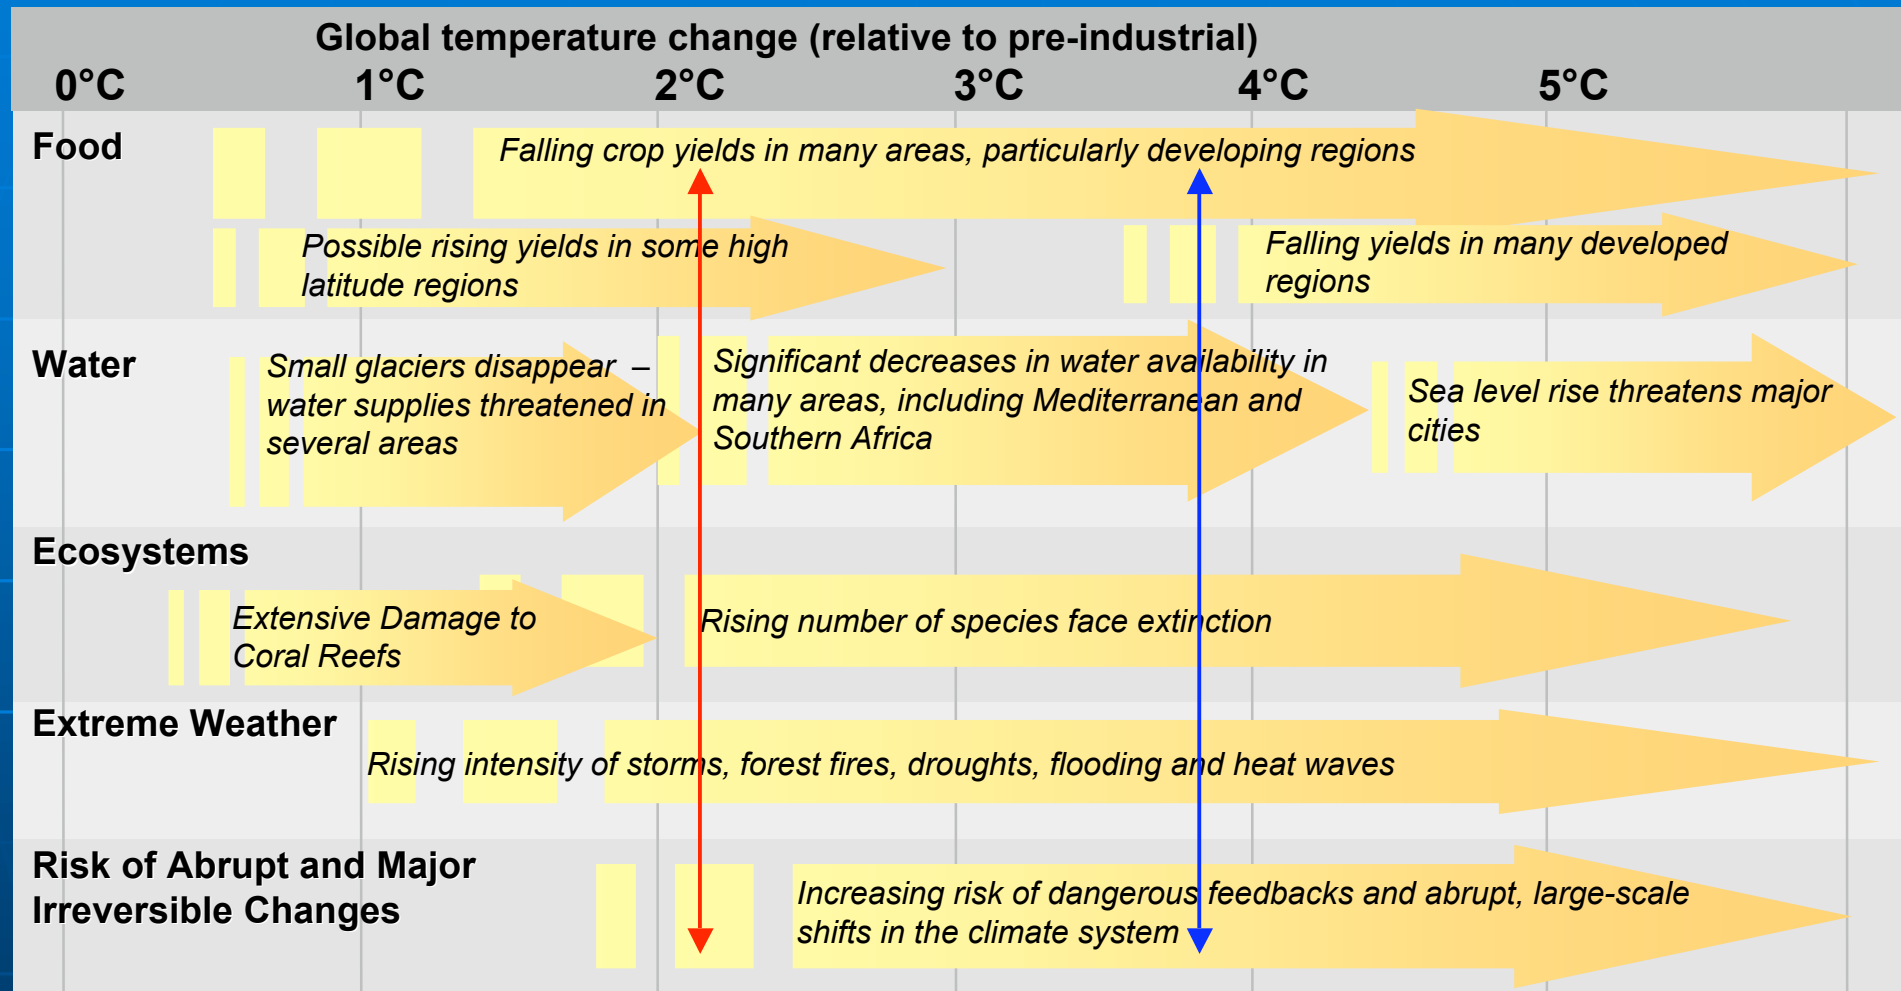 Global temperature change (relative to pre-industrial)
0°C 1°C 2°C 3°C 4°C 5°C
Food
Falling crop yields in many areas, particularly developing regions
Possible rising yields in some high
latitude regions
Falling yields in many developed
regions
Water
Small glaciers disappear –
water supplies threatened in
several areas
Significant decreases in water availability in
many areas, including Mediterranean and
Southern Africa
Sea level rise threatens major
cities
Ecosystems
Extensive Damage to
Coral Reefs
Rising number of species face extinction
Extreme Weather
Rising intensity of storms, forest fires, droughts, flooding and heat waves
Risk of Abrupt and Major
Irreversible Changes
Increasing risk of dangerous feedbacks and abrupt, large-scale
shifts in the climate system